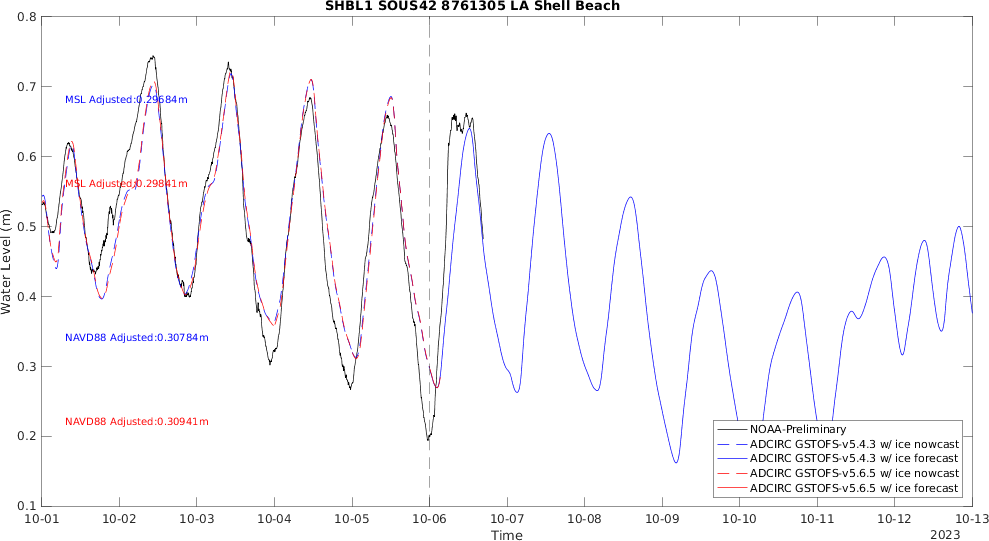 SHBL1 SOUS42 8761305 LA Shell Beach
0.8
0.7
0.6
0.5
0.4
0.3
0.2
0.1
Water Level (m)
MSL Adjusted:0.29684m
MSL Adjusted:0.29841m
NAVD88 Adjusted:0.30784m
NAVD88 Adjusted:0.30941m
NOAA-Preliminary
ADCIRC GSTOFS-v5.4.3 w/ ice nowcast
ADCIRC GSTOFS-v5.4.3 w/ ice forecast
ADCIRC GSTOFS-v5.6.5 w/ ice nowcast
ADCIRC GSTOFS-v5.6.5 w/ ice forecast
10-01 10-02 10-03 10-04 10-05 10-06 10-07 10-08 10-09 10-10 10-11 10-12 10-13
Time
2023